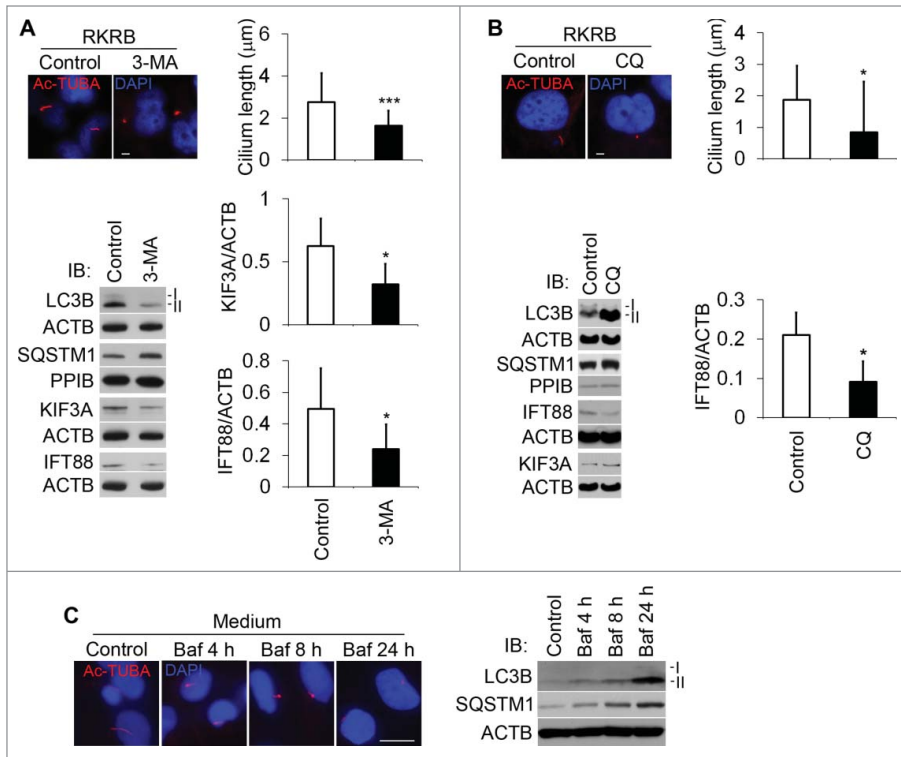 A
RKRB
Control 3-MA
Ac-TUBA DAPI
Cilium length (μm)
6
4
2
0
***
KIF3A/ACTB
1
0.5
0
*
IB:
Control
3-MA
LC3B
-I
-II
ACTB
SQSTM1
PPIB
KIF3A
ACTB
IFT88
ACTB
IFT88/ACTB
0.8
0.6
0.4
0.2
0
*
Control
3-MA
B
RKRB
Control CQ
Ac-TUBA DAPI
Cilium length (μm)
4
3
2
1
0
*
IB:
Control
CQ
LC3B
-I
-II
ACTB
SQSTM1
PPIB
IFT88
ACTB
KIF3A
ACTB
IFT88/ACTB
0.3
0.2
0.1
0
*
Control
CQ
C
Medium
Control Baf 4 h Baf 8 h Baf 24 h
Ac-TUBA DAPI
IB:
Control
Baf 4 h
Baf 8 h
Baf 24 h
LC3B
-I
-II
SQSTM1
ACTB